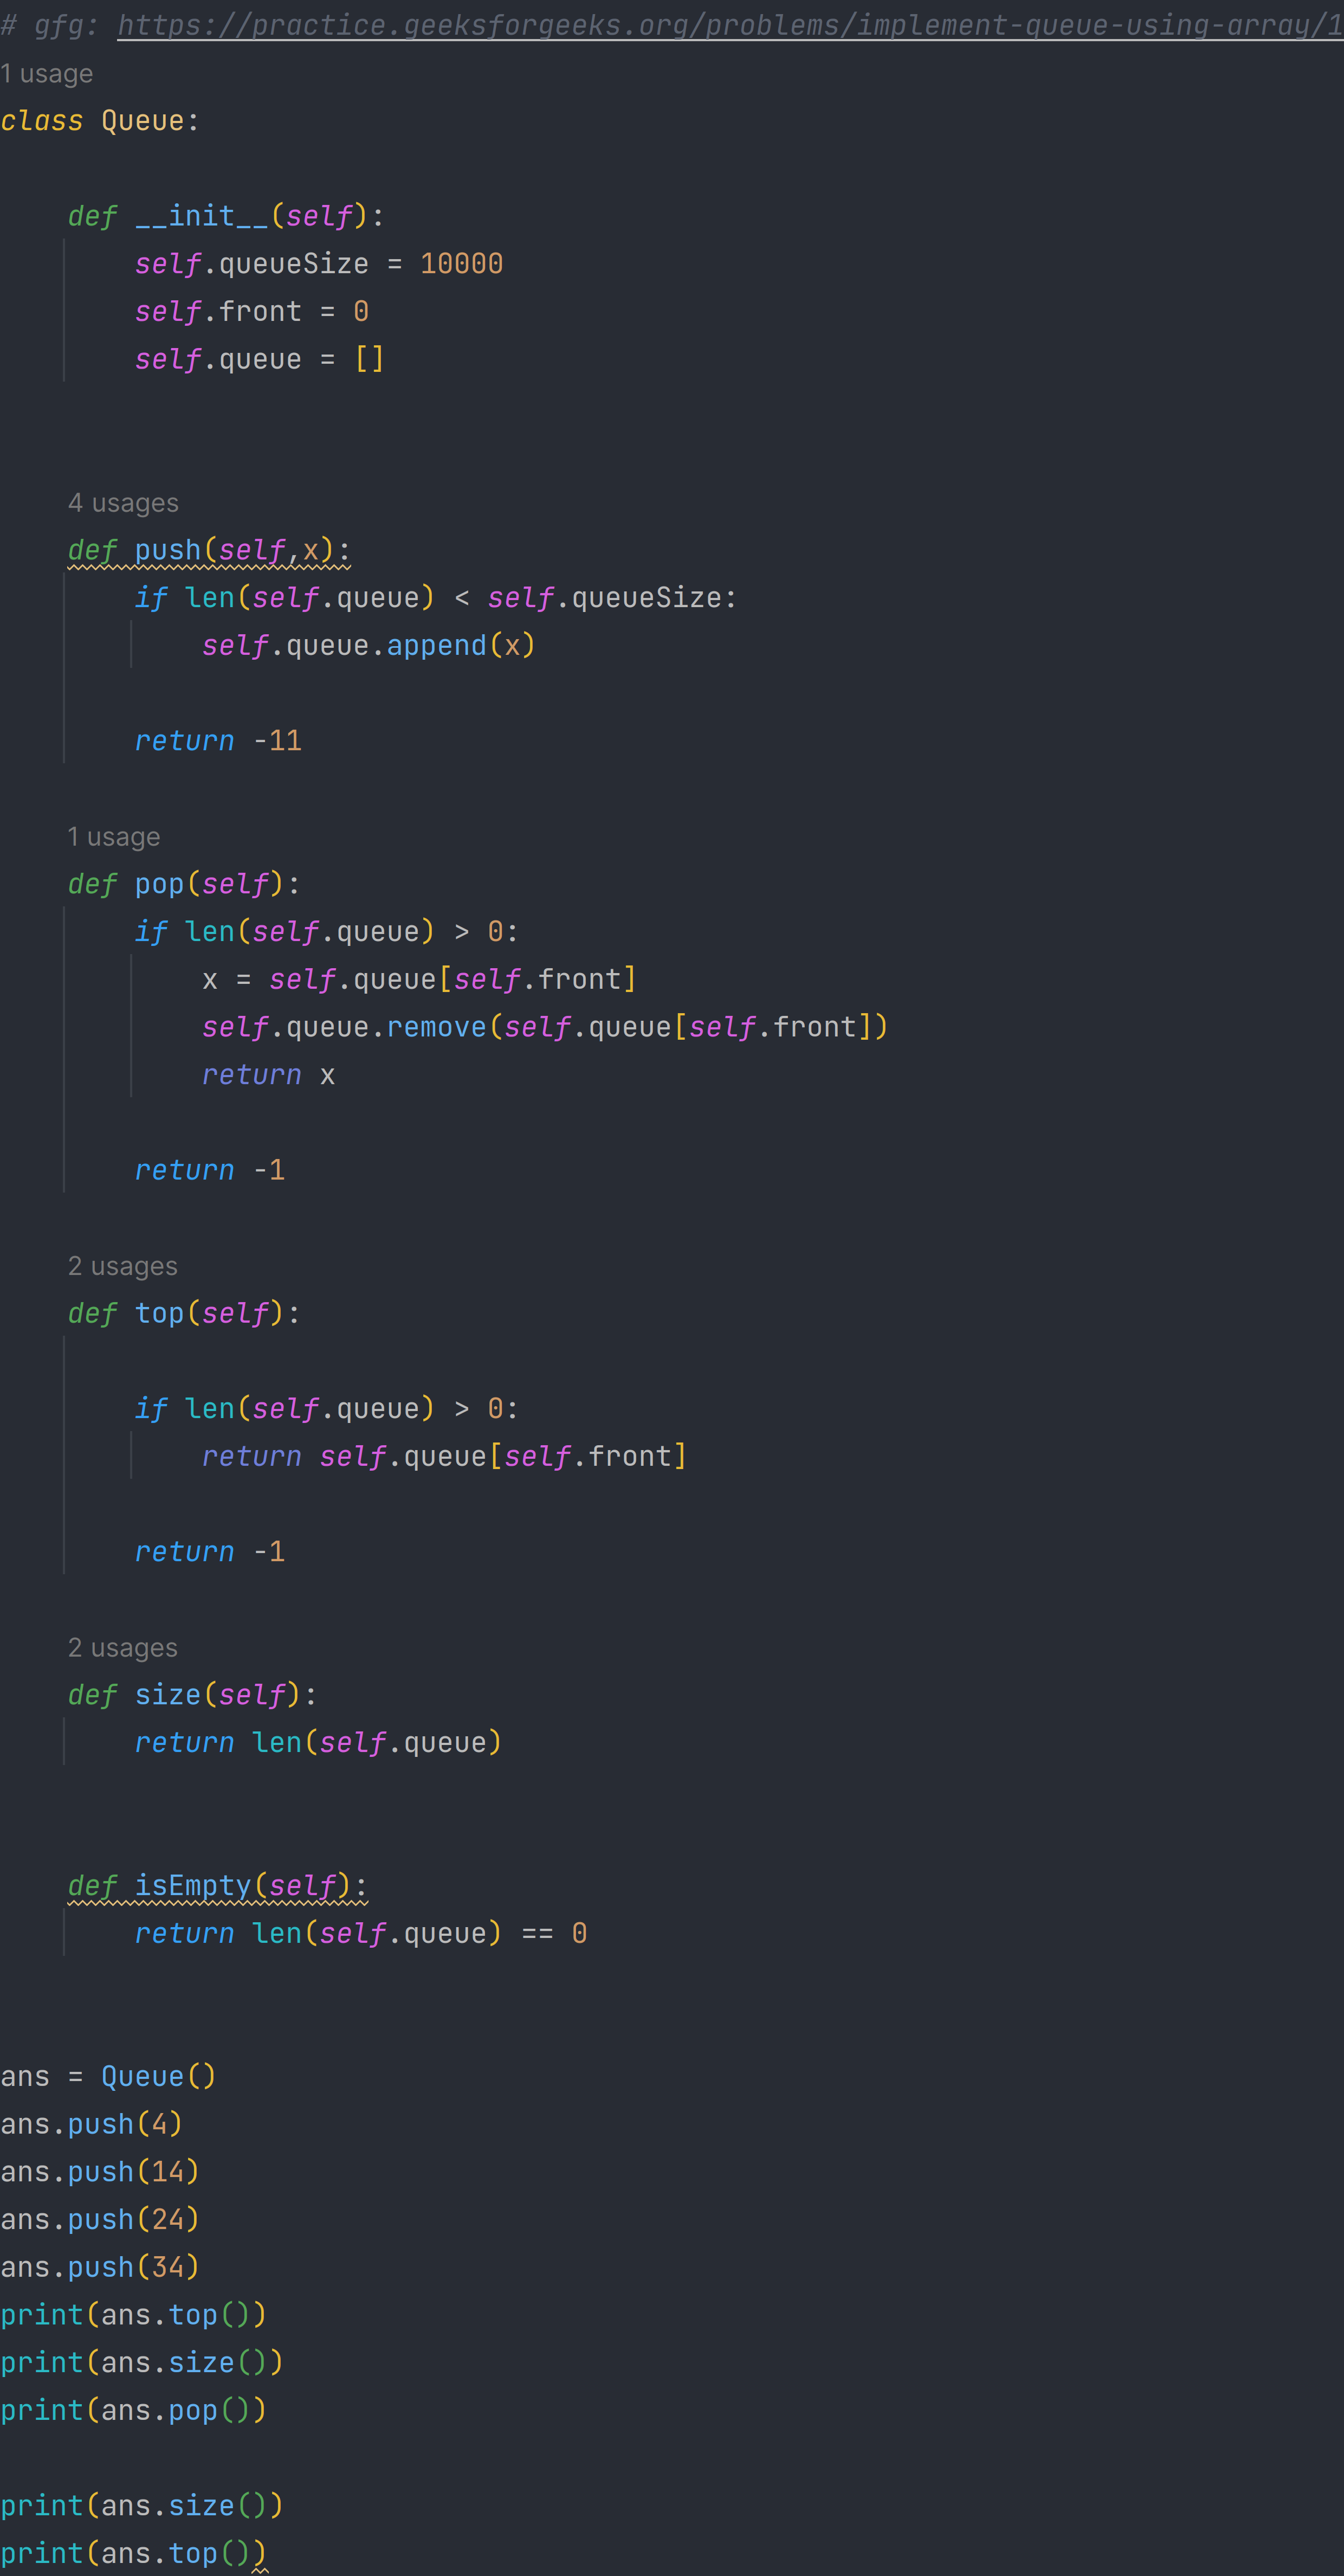 # gfg: https://practice.geeksforgeeks.org/problems/implement-queue-using-array/1
1 usage
class Queue:
def __init__(self):
self.queueSize = 10000
self.front = 0
self.queue = []
4 usages
def push(self,x):
if len(self.queue) < self.queueSize:
self.queue.append(x)
return -11
1 usage
def pop(self):
if len(self.queue) > 0:
x = self.queue[self.front]
self.queue.remove(self.queue[self.front])
return x
return -1
2 usages
def top(self):
if len(self.queue) > 0:
return self.queue[self.front]
return -1
2 usages
def size(self):
return len(self.queue)
def isEmpty(self):
return len(self.queue) == 0
ans = Queue()
ans.push(4)
ans.push(14)
ans.push(24)
ans.push(34)
print(ans.top())
print(ans.size())
print(ans.pop())
print(ans.size())
print(ans.top())